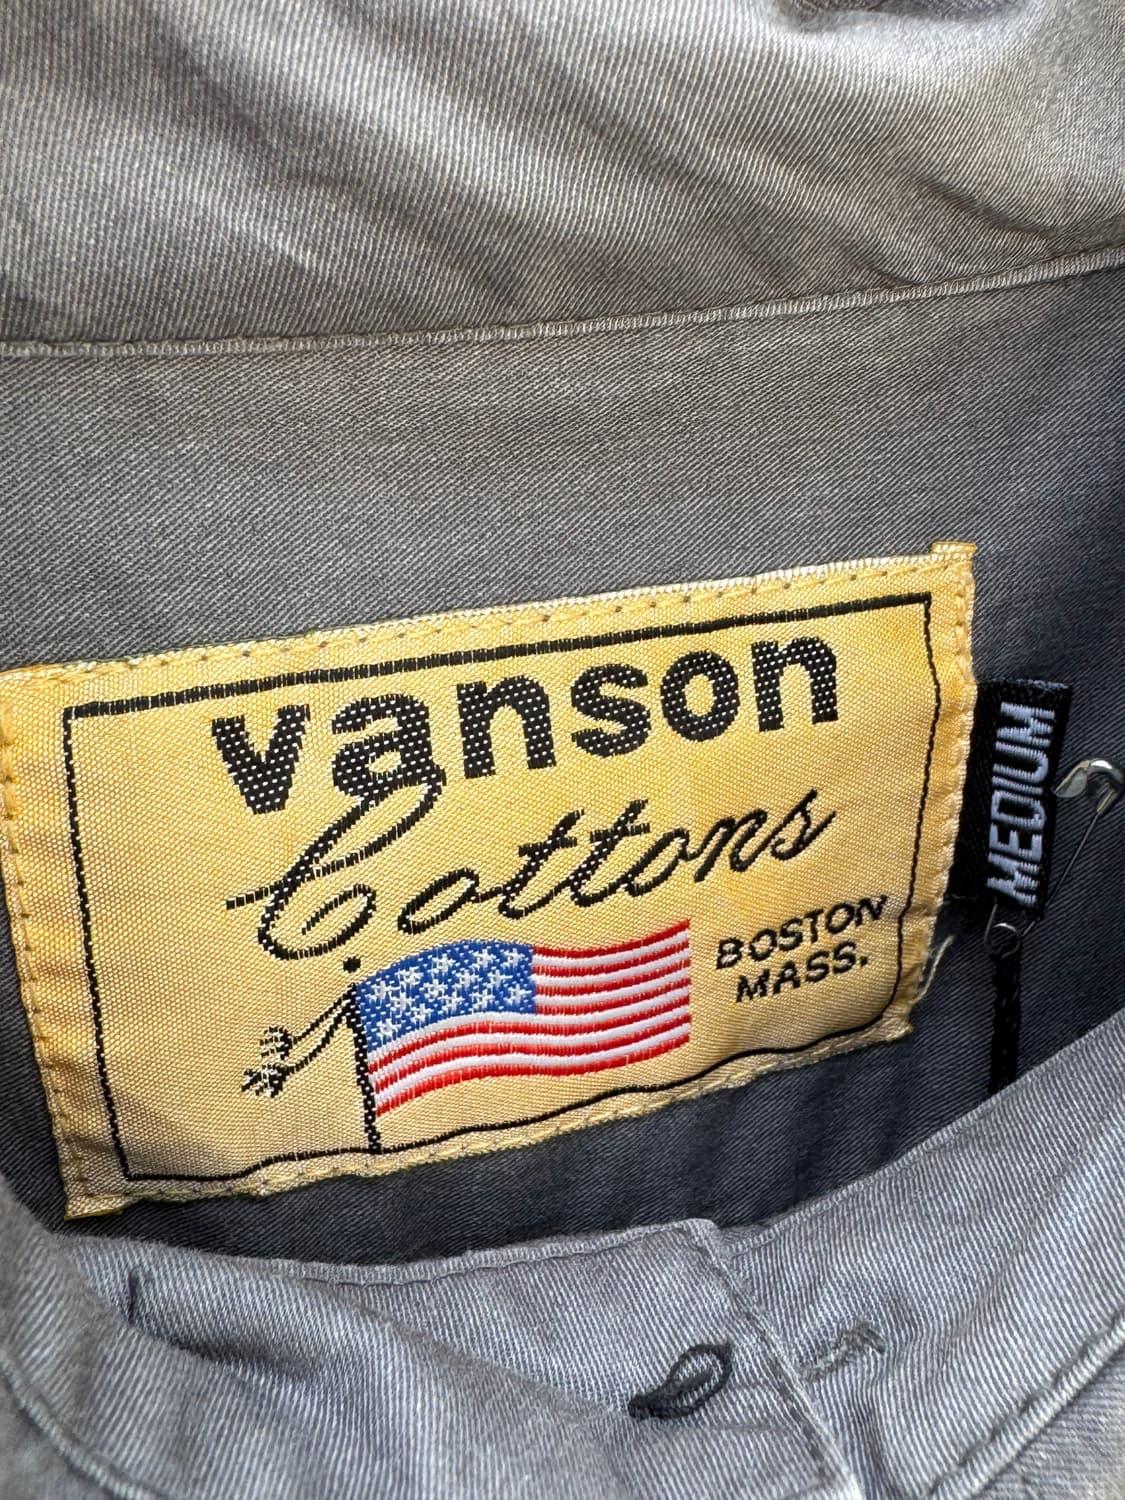 vanson
Cottons
BOSTON
MASS.
MEDIUM